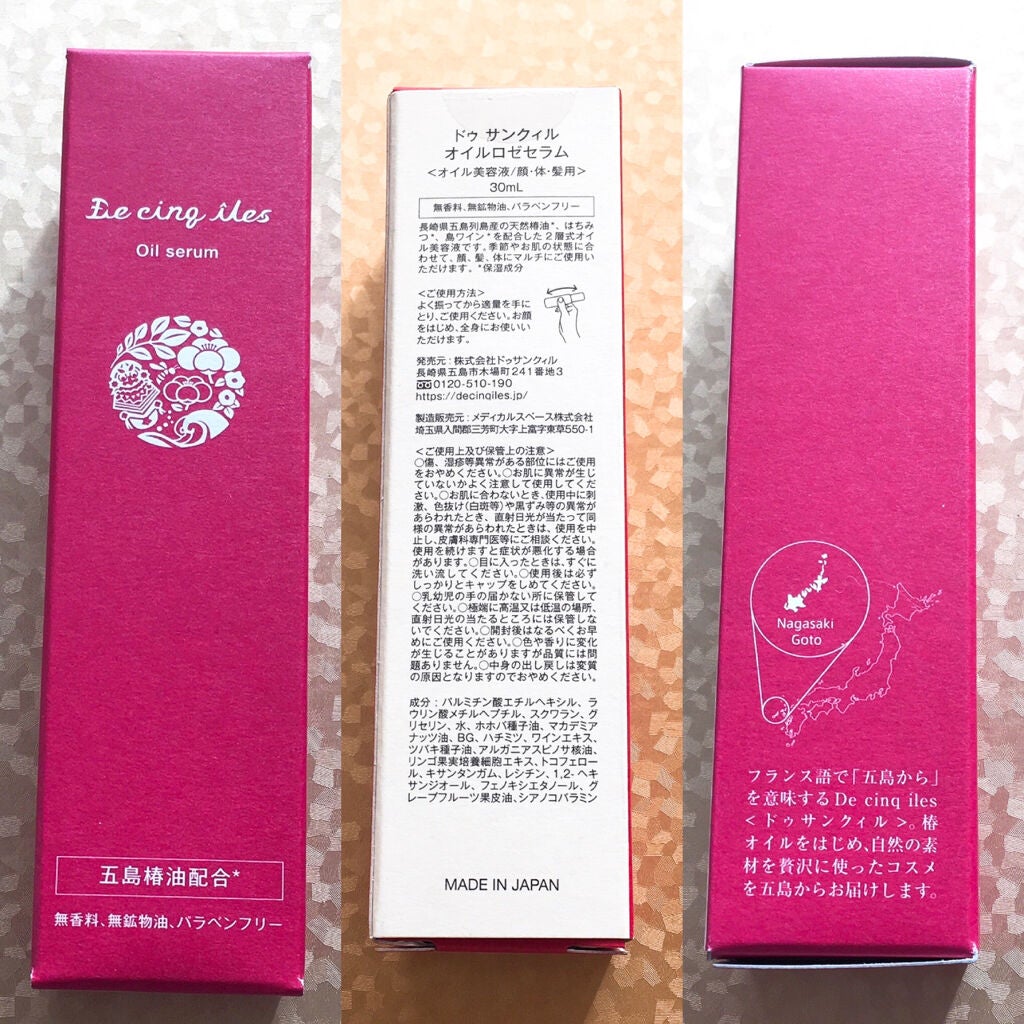 De cinq îles
Oil serum
五島椿油配合*
無香料、無鉱物油、パラベンフリー
ドゥ サンクィル
オイルロゼセラム
<オイル美容液/顔・体・髪用>
30mL
無香料、無鉱物油、パラベンフリー
長崎県五島列島産の天然椿油*、はちみ
つ*、島ワイン*を配合した2層式オイ
ル美容液です。季節やお肌の状態に合
わせて、顔、髪、体にマルチにご使用い
ただけます。*保湿成分
<ご使用方法>
よく振ってから適量を手に
とり、ご使用ください。お顔
をはじめ、全身にお使いい
ただけます。
発売元:株式会社ドゥサンクィル
長崎県五島市木場町241番地3
0120-510-190
https://decinqiles.jp/
製造販売元:メディカルスペース株式会社
埼玉県入間郡三芳町大字上富字東草550-1
<ご使用上及び保管上の注意>
○傷、湿疹等異常がある部位にはご使用
をおやめください。○お肌に異常が生じ
ていないかよく注意して使用してくだ
さい。○お肌に合わないとき、使用中に刺
激、色抜け(白斑等)や黒ずみ等の異常が
あらわれたとき、直射日光が当たって同
様の異常があらわれたときは、使用を中
止し、皮膚科専門医等にご相談ください。
使用を続けますと症状が悪化する場合
があります。○目に入ったときは、すぐに
洗い流してください。○使用後は必ず
しっかりとキャップをしめてください。
○乳幼児の手の届かない所に保管して
ください。○極端に高温又は低温の場所、
直射日光の当たるところには保管しな
いでください。○開封後はなるべくお早
めにご使用ください。○色や香りに変化
が生じることがありますが品質には問
題ありません。○中身の出し戻しは変質
の原因となりますのでおやめください。
成分:パルミチン酸エチルヘキシル、ラ
ウリン酸メチルヘプチル、スクワラン、グ
リセリン、水、ホホバ種子油、マカデミア
ナッツ油、BG、ハチミツ、ワインエキス、
ツバキ種子油、アルガニアスピノサ核油、
リンゴ果実培養細胞エキス、トコフェロー
ル、キサンタンガム、レシチン、1,2-ヘキ
サンジオール、フェノキシエタノール、グ
レープフルーツ果皮油、シアノコバラミン
MADE IN JAPAN
Nagasaki
Goto
フランス語で「五島から」
を意味するDe cinq iles
<ドゥサンクィル>。椿
オイルをはじめ、自然の素
材を贅沢に使ったコスメ
を五島からお届けします。